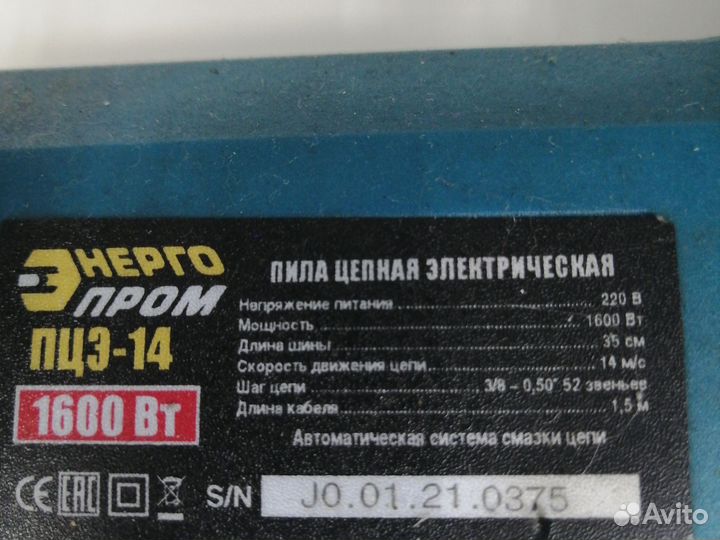 ЭНЕРГО
ПРОМ
ПЦЭ-14
1600 Вт
ПИЛА ЦЕПНАЯ ЭЛЕКТРИЧЕСКАЯ
Напряжение питания 220 В
Мощность 1600 Вт
Длина шины 35 см
Скорость движения цепи 14 м/с
Шаг цепи 3/8 – 0,50" 52 звеньев
Длина кабеля 1,5 м
Автоматическая система смазки цепи
CE EAC S/N J0.01.21.0375
Avito